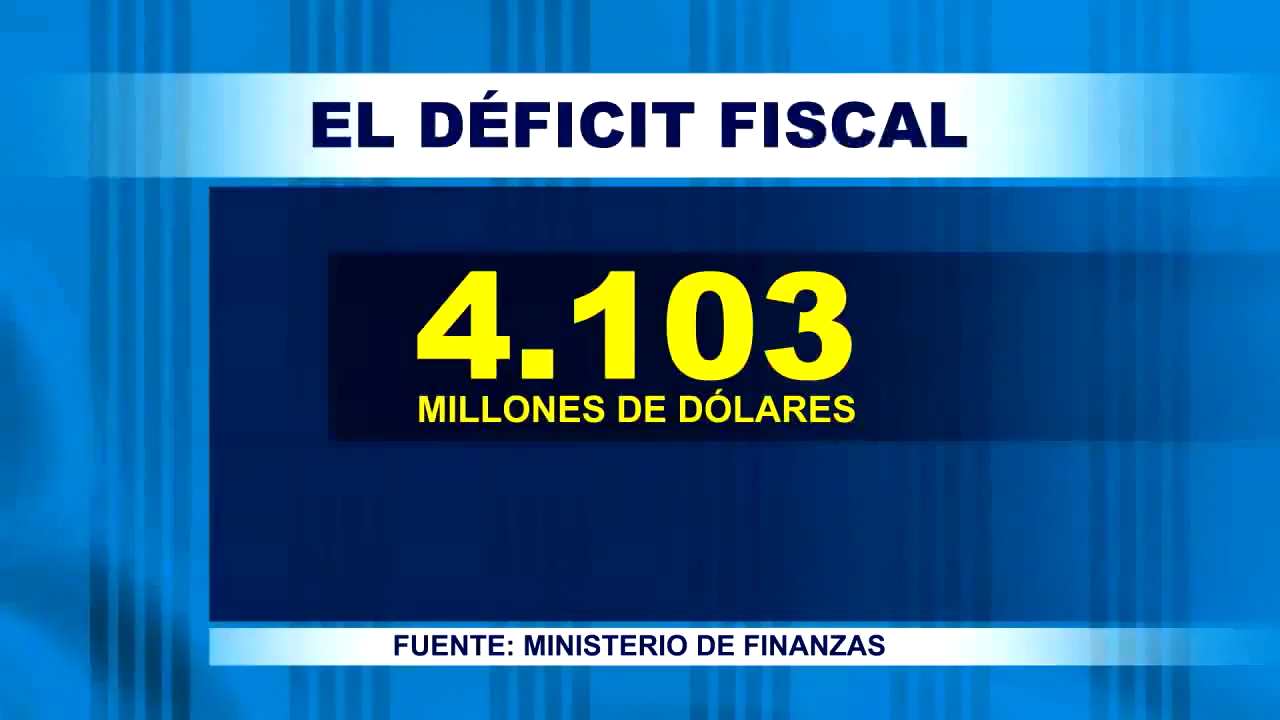 EL DÉFICIT FISCAL
4.103
MILLONES DE DÓLARES
FUENTE: MINISTERIO DE FINANZAS